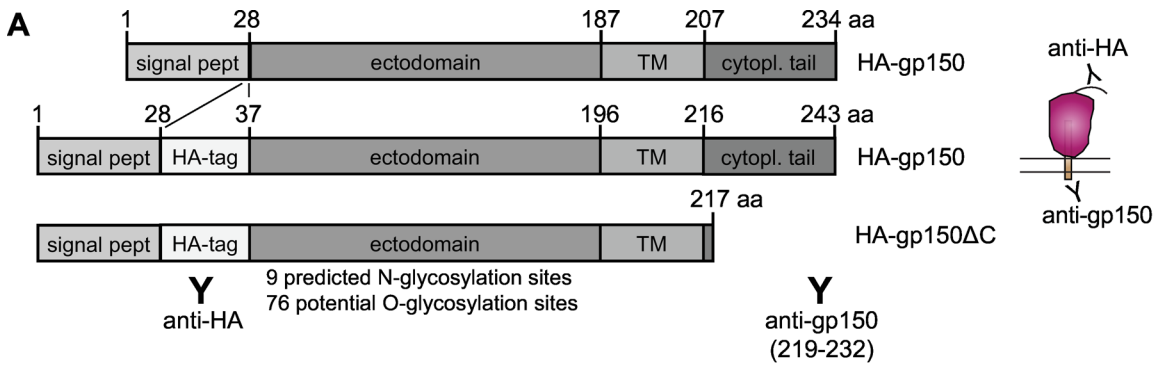 A
1 28 187 207 234 aa
signal pept ectodomain TM cytopl. tail HA-gp150
1 28 37 196 216 243 aa
signal pept HA-tag ectodomain TM cytopl. tail HA-gp150
217 aa
signal pept HA-tag ectodomain TM HA-gp150ΔC
9 predicted N-glycosylation sites
76 potential O-glycosylation sites
anti-HA
anti-gp150
(219-232)
anti-HA
anti-gp150